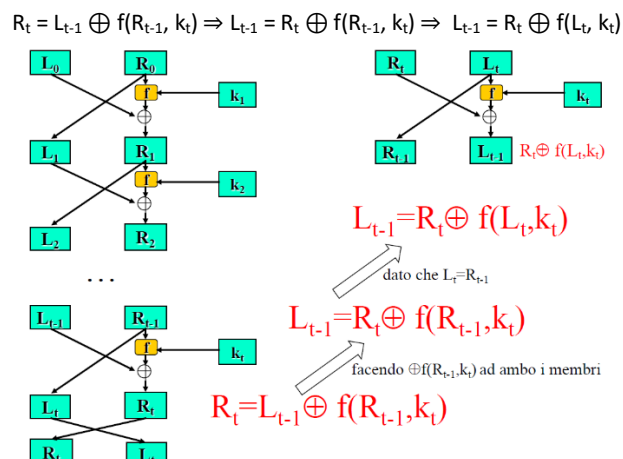 Rₜ = Lₜ₋₁ ⊕ f(Rₜ₋₁, kₜ) ⇒ Lₜ₋₁ = Rₜ ⊕ f(Rₜ₋₁, kₜ) ⇒ Lₜ₋₁ = Rₜ ⊕ f(Lₜ, kₜ)
L₀ R₀
f
k₁
⊕
L₁ R₁
f
k₂
⊕
L₂ R₂
...
Lₜ₋₁ Rₜ₋₁
f
kₜ
⊕
Lₜ Rₜ
Rₜ Lₜ
Rₜ Lₜ
f
kₜ
⊕
Rₜ₋₁ Lₜ₋₁ Rₜ⊕ f(Lₜ,kₜ)
Lₜ₋₁=Rₜ⊕ f(Lₜ,kₜ)
dato che Lₜ=Rₜ₋₁
Lₜ₋₁=Rₜ⊕ f(Rₜ₋₁,kₜ)
facendo ⊕f(Rₜ₋₁,kₜ) ad ambo i membri
Rₜ=Lₜ₋₁⊕ f(Rₜ₋₁,kₜ)